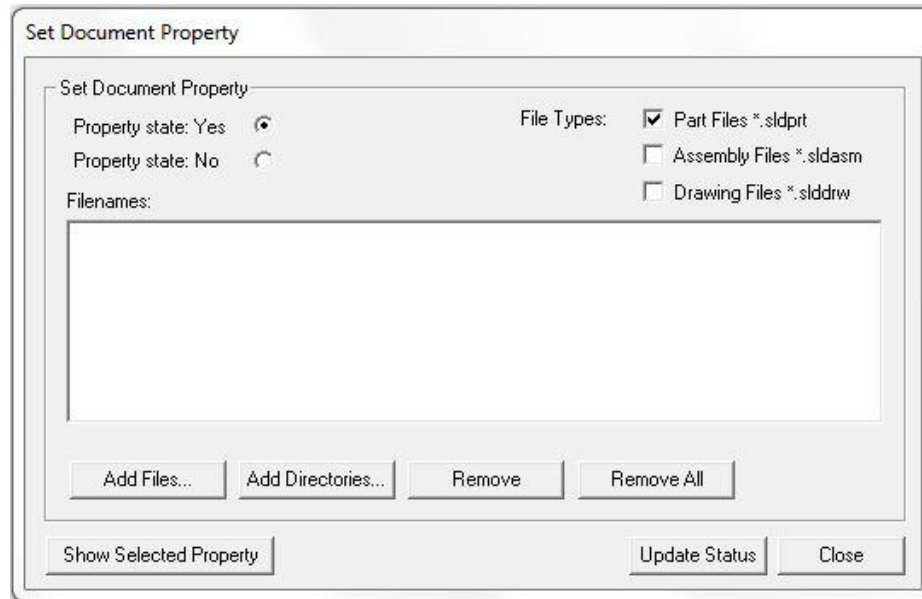 Set Document Property
Set Document Property
Property state: Yes
Property state: No
File Types:
Part Files *.sldprt
Assembly Files *.sldasm
Drawing Files *.slddrw
Filenames:
Add Files...
Add Directories...
Remove
Remove All
Show Selected Property
Update Status
Close